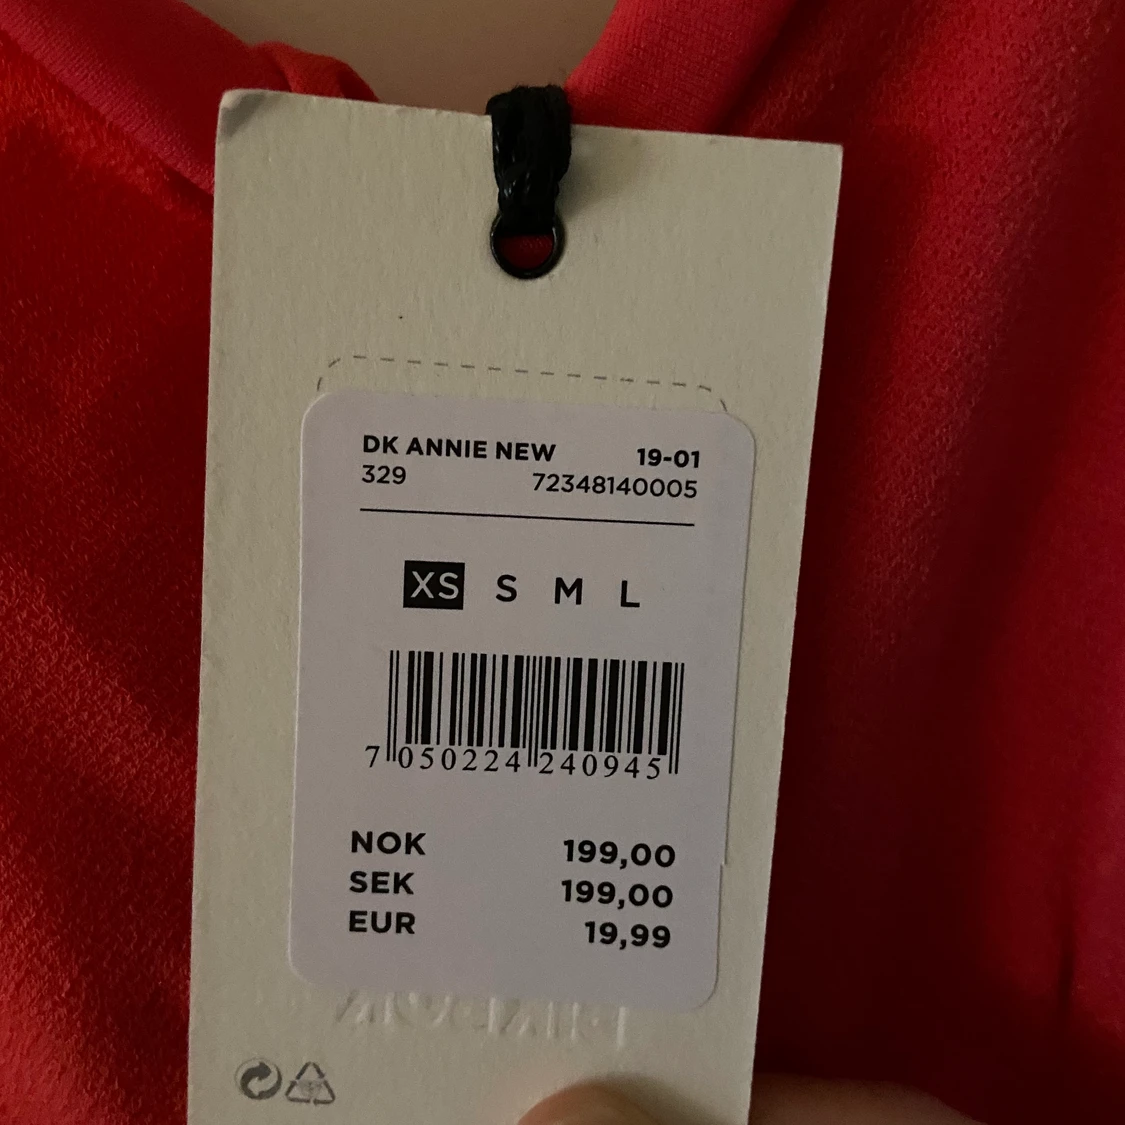 DK ANNIE NEW 19-01
329 72348140005
XS S M L
7 050224 240945
NOK 199,00
SEK 199,00
EUR 19,99